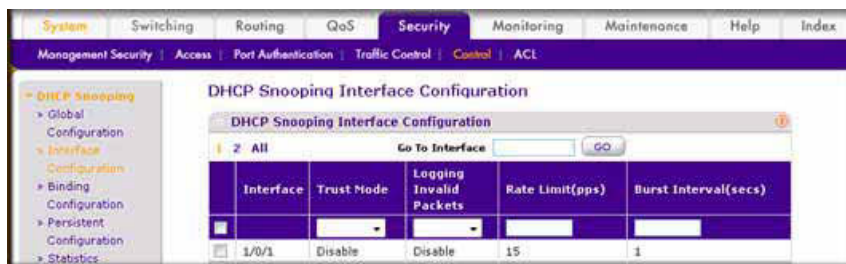 System Switching Routing QoS Security Monitoring Maintenance Help Index
Management Security | Access | Port Authentication | Traffic Control | Control | ACL
DHCP Snooping
Global
Configuration
Interface
Configuration
Binding
Configuration
Persistent
Configuration
Statistics
DHCP Snooping Interface Configuration
DHCP Snooping Interface Configuration
1 2 All Go To Interface GO
Interface Trust Mode Logging Invalid Packets Rate Limit(pps) Burst Interval(secs)
1/0/1 Disable Disable 15 1